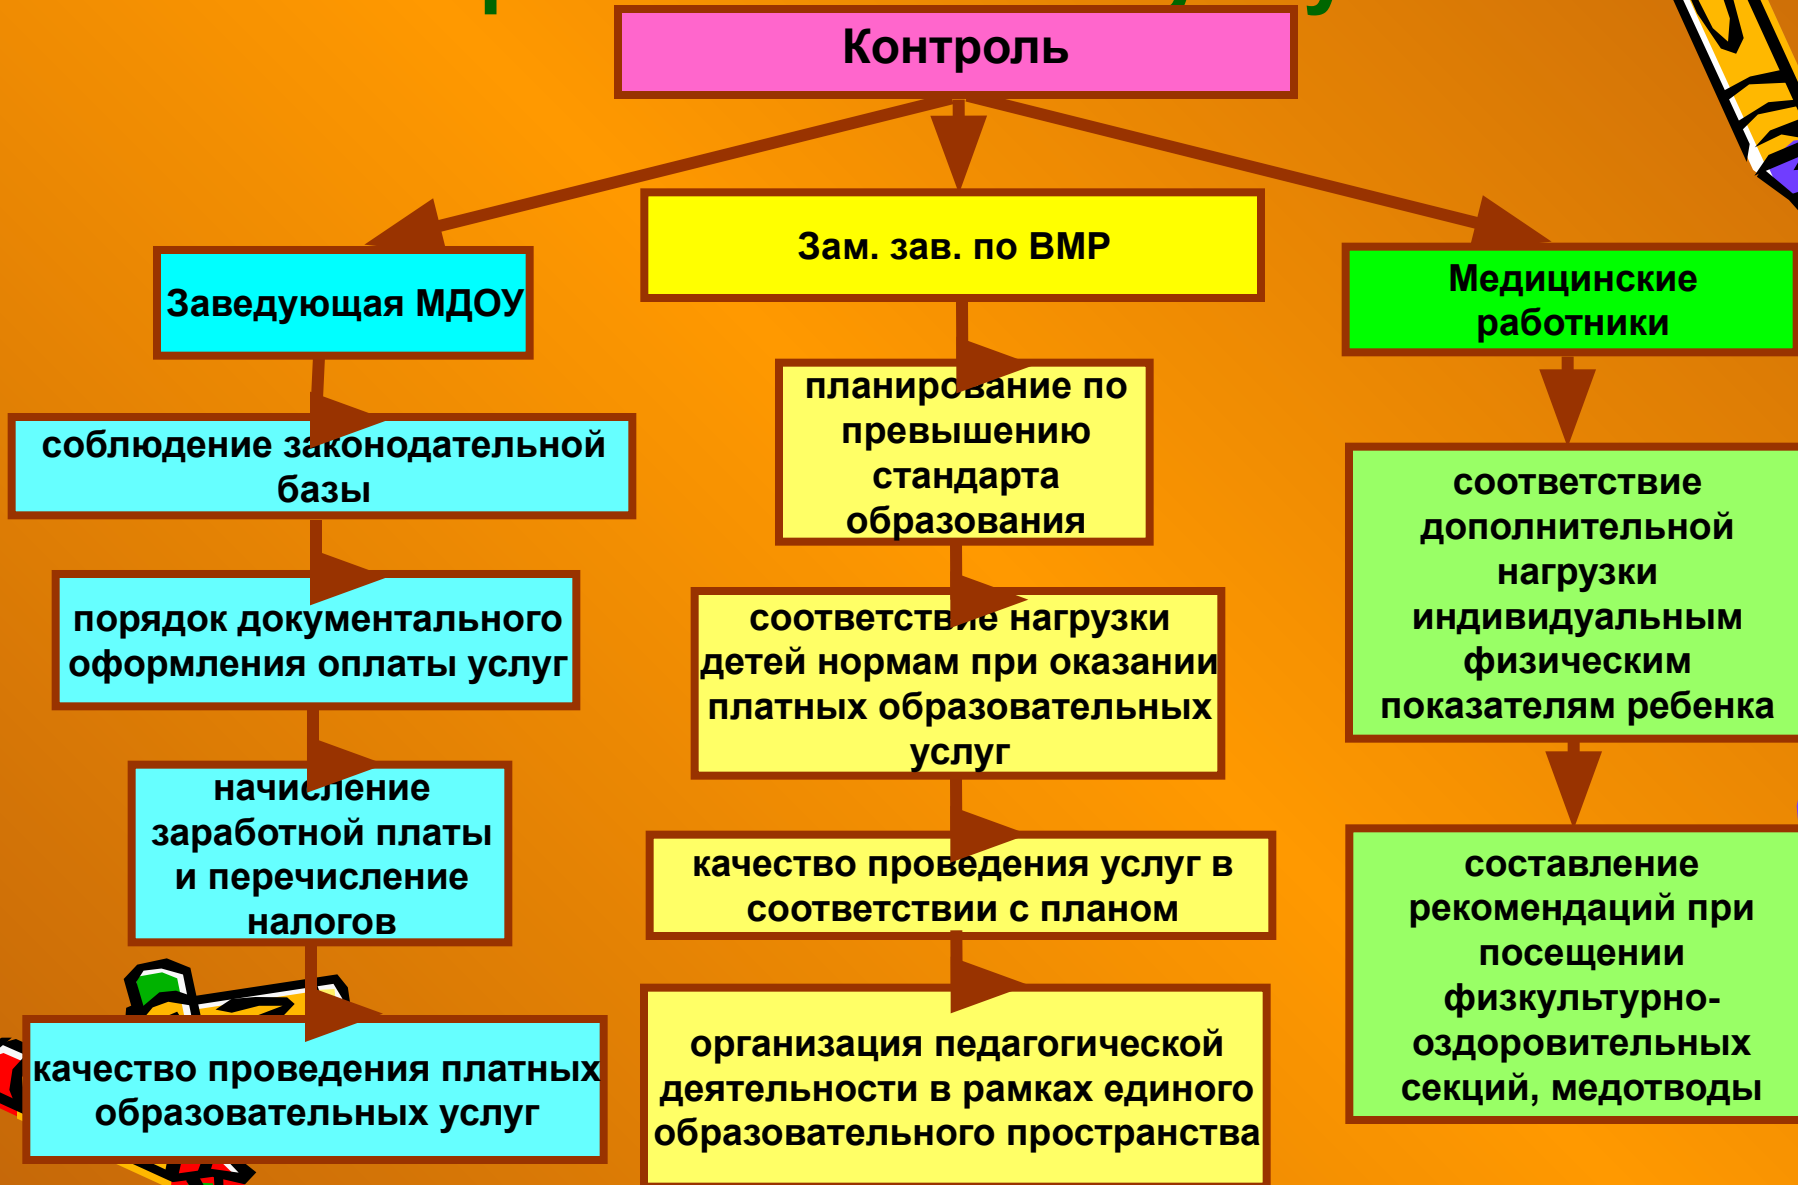 Контроль
Заведующая МДОУ
соблюдение законодательной
базы
порядок документального
оформления оплаты услуг
начисление
заработной платы
и перечисление
налогов
качество проведения платных
образовательных услуг
Зам. зав. по ВМР
планирование по
превышению
стандарта
образования
соответствие нагрузки
детей нормам при оказании
платных образовательных
услуг
качество проведения услуг в
соответствии с планом
организация педагогической
деятельности в рамках единого
образовательного пространства
Медицинские
работники
соответствие
дополнительной
нагрузки
индивидуальным
физическим
показателям ребенка
составление
рекомендаций при
посещении
физкультурно-
оздоровительных
секций, медотводы